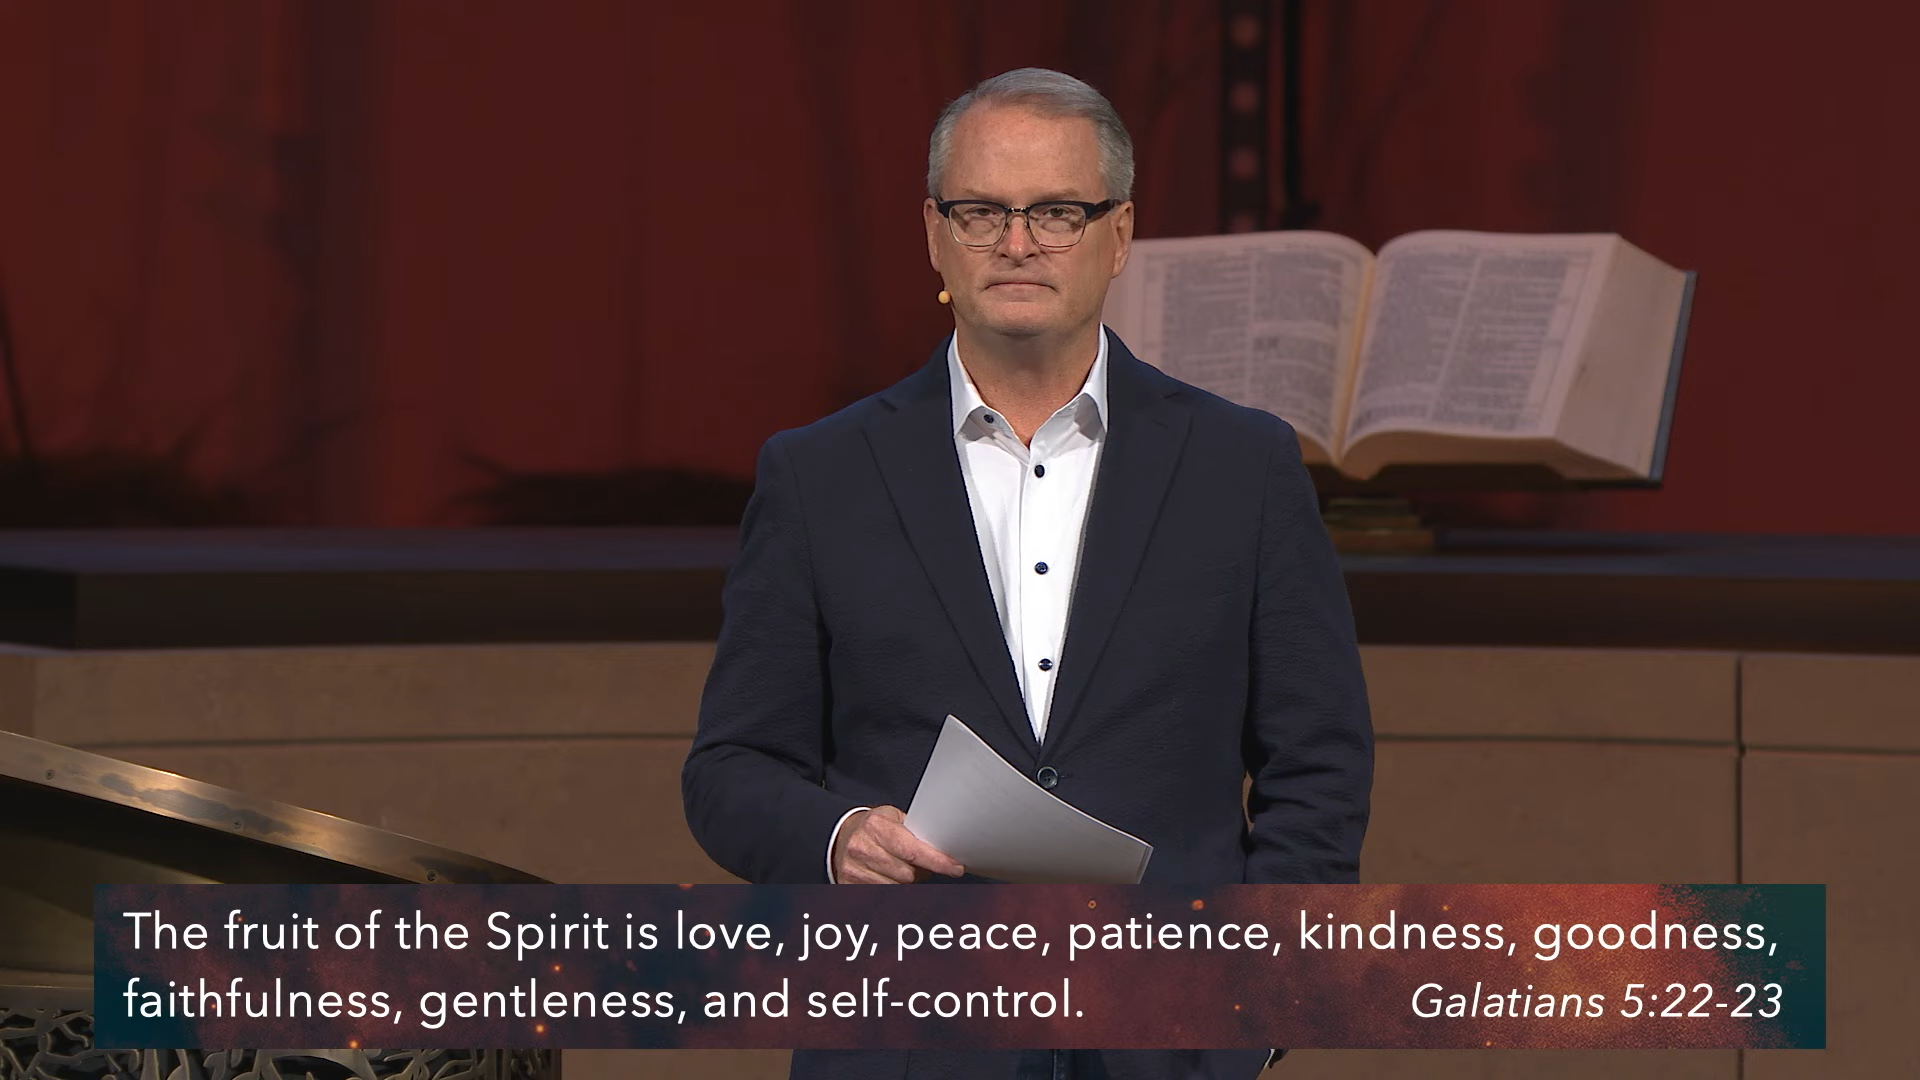 The fruit of the Spirit is love, joy, peace, patience, kindness, goodness,
faithfulness, gentleness, and self-control. Galatians 5:22-23